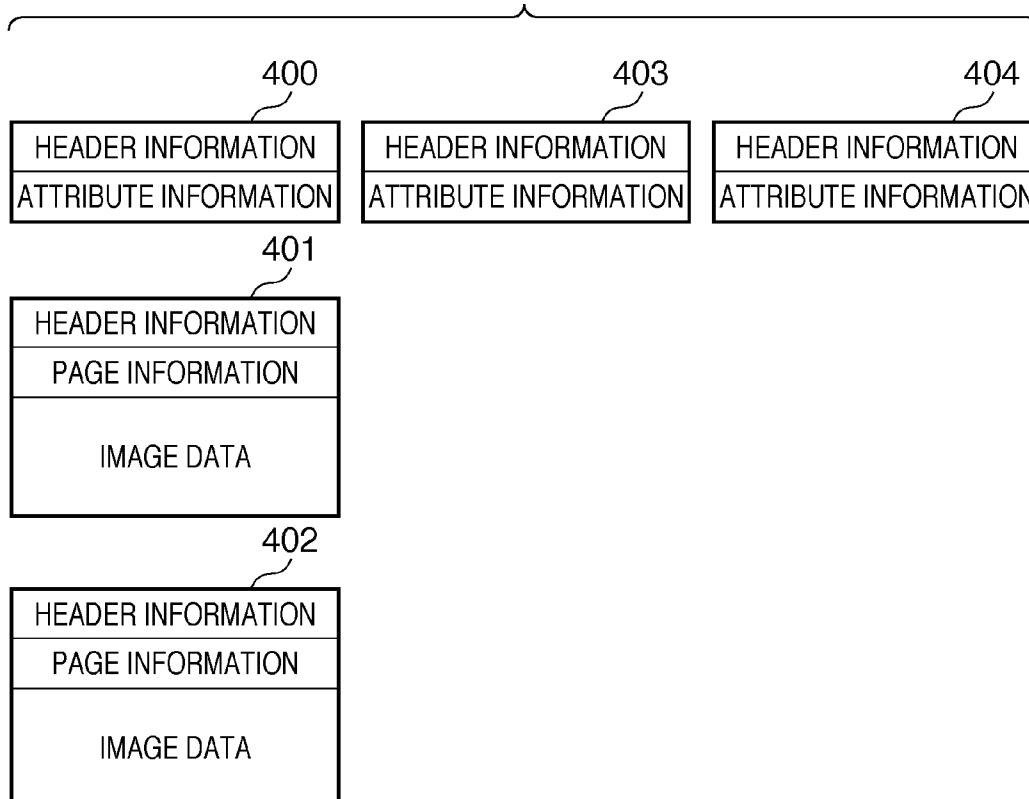 400
403
404
HEADER INFORMATION
ATTRIBUTE INFORMATION
HEADER INFORMATION
ATTRIBUTE INFORMATION
HEADER INFORMATION
ATTRIBUTE INFORMATION
401
HEADER INFORMATION
PAGE INFORMATION
IMAGE DATA
402
HEADER INFORMATION
PAGE INFORMATION
IMAGE DATA